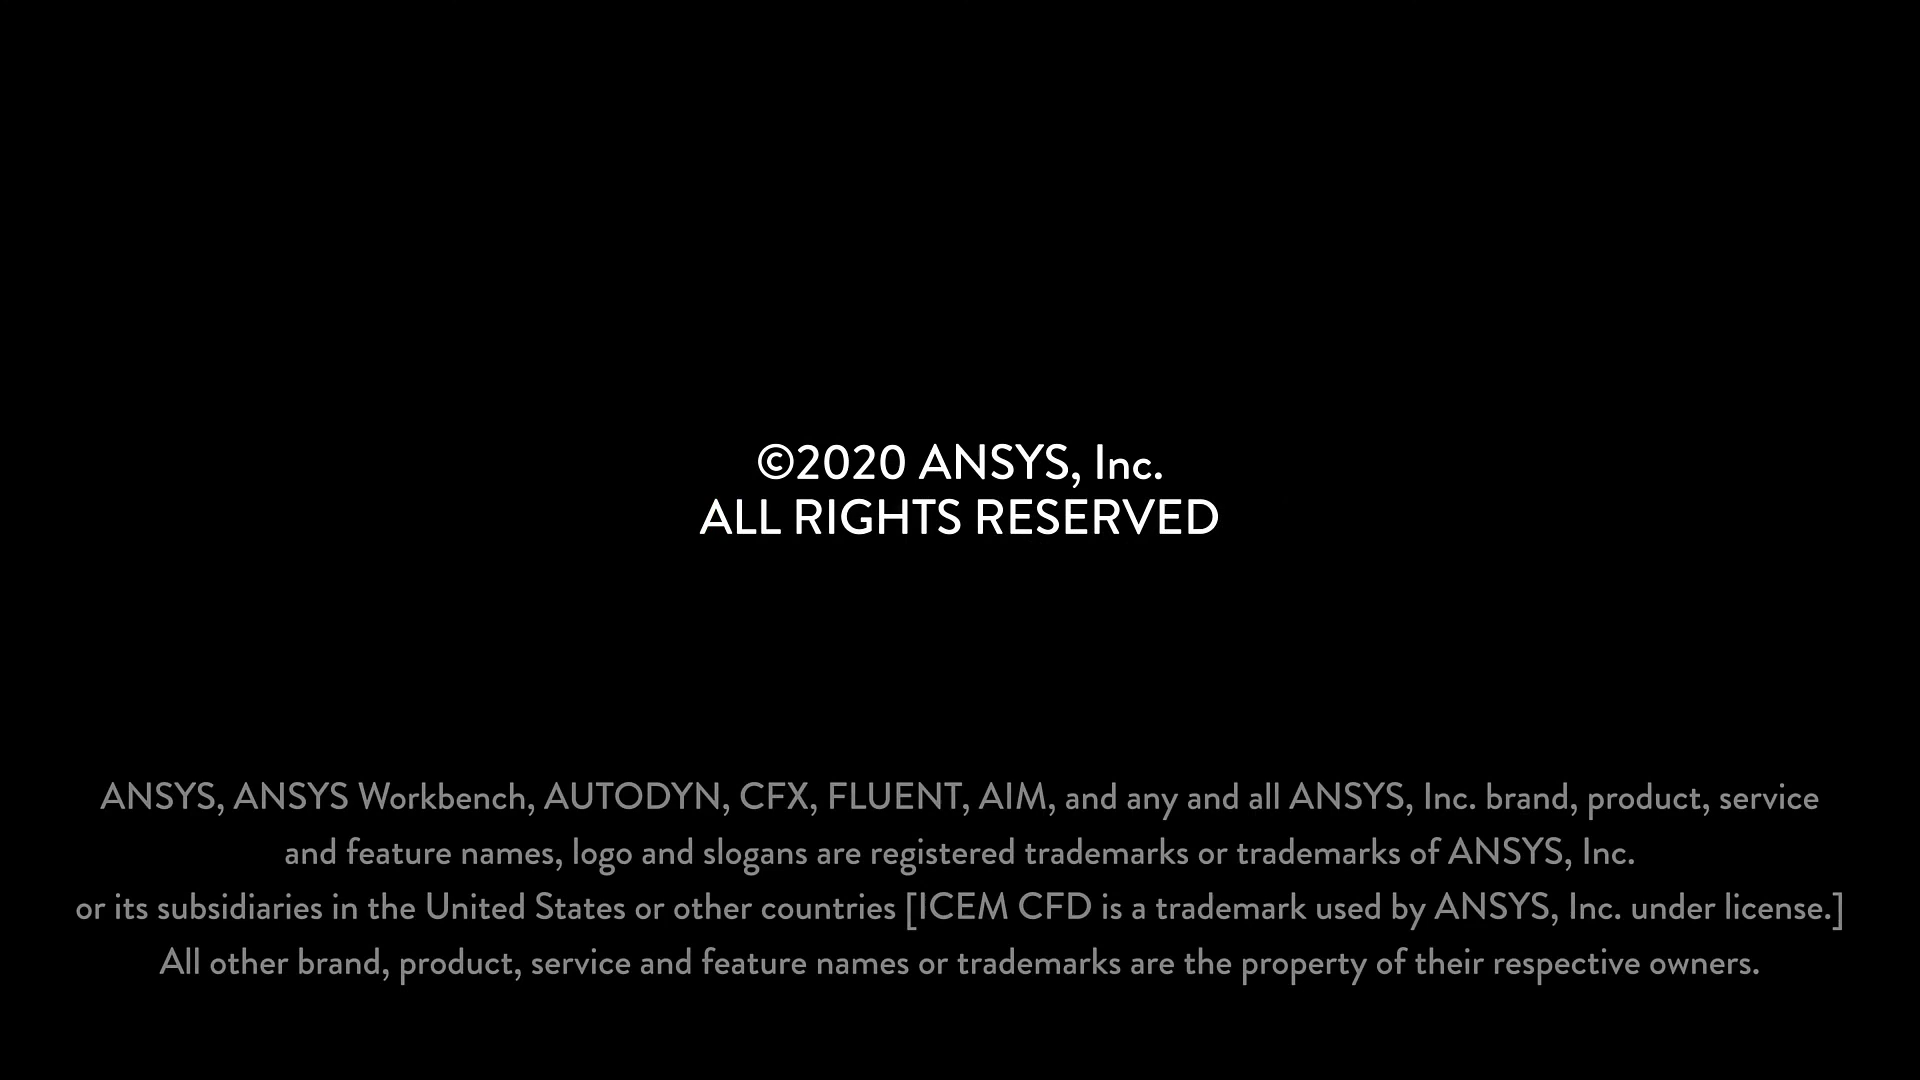 ©2020 ANSYS, Inc.
ALL RIGHTS RESERVED
ANSYS, ANSYS Workbench, AUTODYN, CFX, FLUENT, AIM, and any and all ANSYS, Inc. brand, product, service
and feature names, logo and slogans are registered trademarks or trademarks of ANSYS, Inc.
or its subsidiaries in the United States or other countries [ICEM CFD is a trademark used by ANSYS, Inc. under license.]
All other brand, product, service and feature names or trademarks are the property of their respective owners.